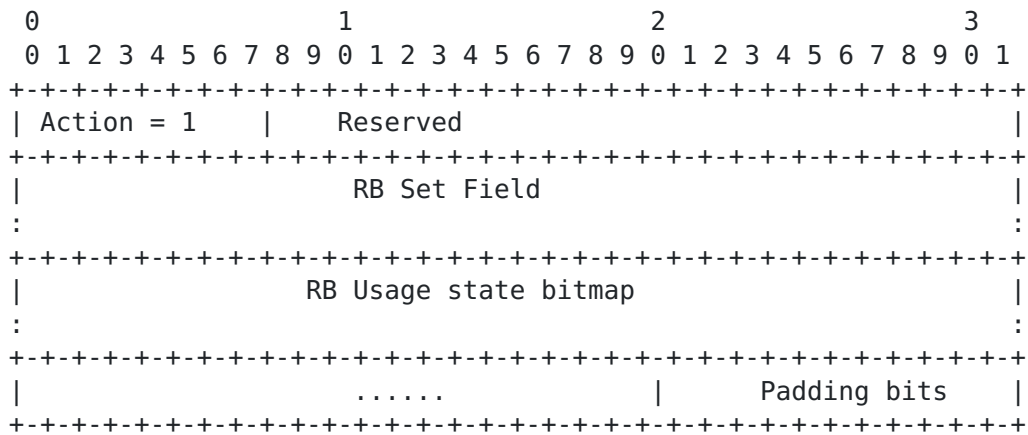 0                   1                   2                   3
 0 1 2 3 4 5 6 7 8 9 0 1 2 3 4 5 6 7 8 9 0 1 2 3 4 5 6 7 8 9 0 1
+-+-+-+-+-+-+-+-+-+-+-+-+-+-+-+-+-+-+-+-+-+-+-+-+-+-+-+-+-+-+-+-+
| Action = 1    |    Reserved                                   |
+-+-+-+-+-+-+-+-+-+-+-+-+-+-+-+-+-+-+-+-+-+-+-+-+-+-+-+-+-+-+-+-+
|                     RB Set Field                              |
:                                                               :
+-+-+-+-+-+-+-+-+-+-+-+-+-+-+-+-+-+-+-+-+-+-+-+-+-+-+-+-+-+-+-+-+
|                  RB Usage state bitmap                        |
:                                                               :
+-+-+-+-+-+-+-+-+-+-+-+-+-+-+-+-+-+-+-+-+-+-+-+-+-+-+-+-+-+-+-+-+
|                     ......             |      Padding bits    |
+-+-+-+-+-+-+-+-+-+-+-+-+-+-+-+-+-+-+-+-+-+-+-+-+-+-+-+-+-+-+-+-+